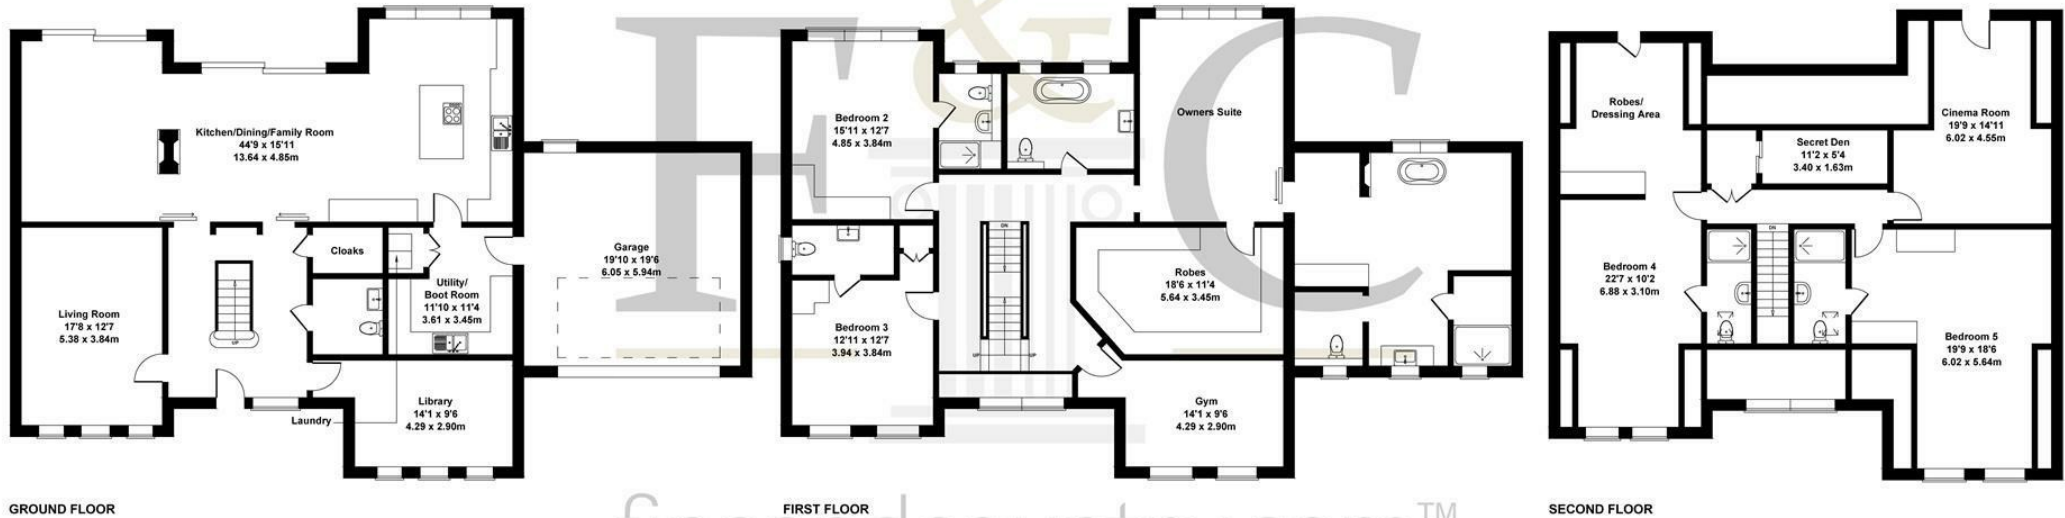 F & C
Kitchen/Dining/Family Room
44'9 x 15'11
13.64 x 4.85m
Cloaks
Utility/
Boot Room
11'10 x 11'4
3.61 x 3.45m
Garage
19'10 x 19'6
6.05 x 5.94m
Living Room
17'8 x 12'7
5.38 x 3.84m
UP
Library
14'1 x 9'6
4.29 x 2.90m
Laundry
GROUND FLOOR
Bedroom 2
15'11 x 12'7
4.85 x 3.84m
Owners Suite
DN
Robes
18'6 x 11'4
5.64 x 3.45m
Bedroom 3
12'11 x 12'7
3.94 x 3.84m
UP
UP
Gym
14'1 x 9'6
4.29 x 2.90m
FIRST FLOOR
Robes/
Dressing Area
Cinema Room
19'9 x 14'11
6.02 x 4.55m
Secret Den
11'2 x 5'4
3.40 x 1.63m
DN
Bedroom 4
22'7 x 10'2
6.88 x 3.10m
Bedroom 5
19'9 x 18'6
6.02 x 5.64m
SECOND FLOOR
TM